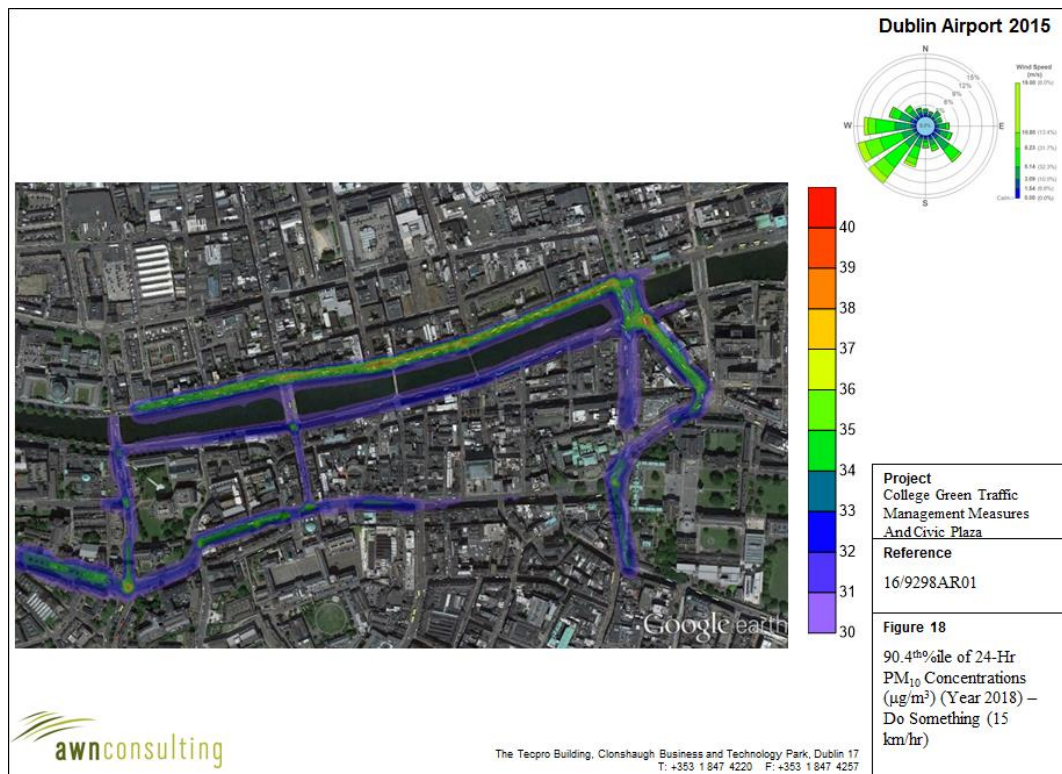 Dublin Airport 2015
N
Wind Speed
(m/s)
15%
12%
9%
6%
W
E
S
Calm
40
39
38
37
36
35
34
33
32
31
30
Google earth
Project
College Green Traffic
Management Measures
And Civic Plaza
Reference
16/9298AR01
Figure 18
90.4th%ile of 24-Hr
PM10 Concentrations
(µg/m³) (Year 2018) –
Do Something (15
km/hr)
awnconsulting
The Tecpro Building, Clonshaugh Business and Technology Park, Dublin 17
T: +353 1 847 4220 F: +353 1 847 4257